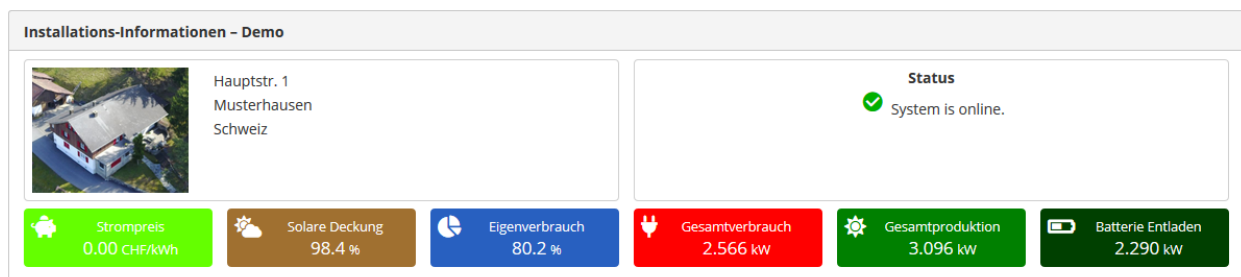 Installations-Informationen – Demo
Hauptstr. 1
Musterhausen
Schweiz
Status
System is online.
Strompreis
0.00 CHF/kWh
Solare Deckung
98.4 %
Eigenverbrauch
80.2 %
Gesamtverbrauch
2.566 kW
Gesamtproduktion
3.096 kW
Batterie Entladen
2.290 kW